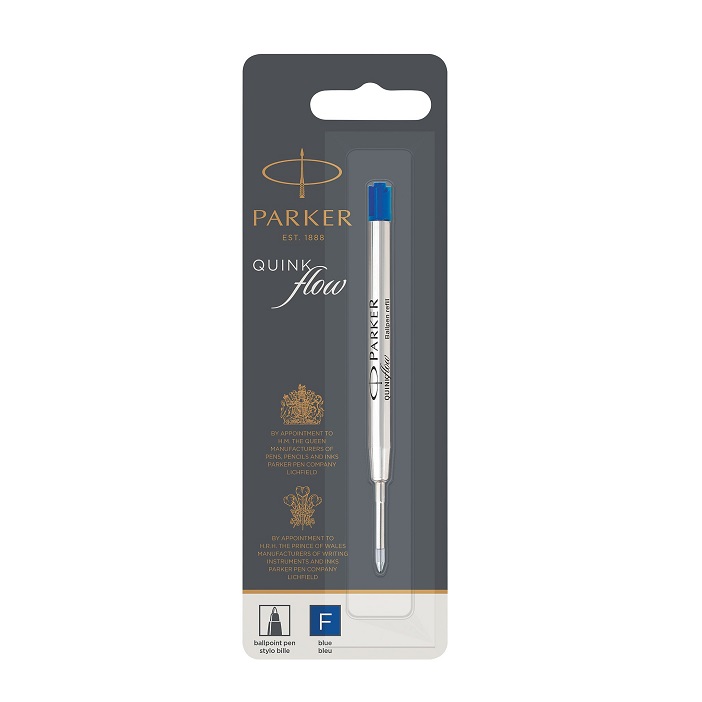 PARKER
EST. 1888
QUINK
flow
PARKER
QUINKflow Ballpen refill
BY APPOINTMENT TO
H.M. THE QUEEN
MANUFACTURERS OF
PENS, PENCILS AND INKS
PARKER PEN COMPANY
LICHFIELD
BY APPOINTMENT TO
H.R.H. THE PRINCE OF WALES
MANUFACTURERS OF WRITING
INSTRUMENTS AND INKS
PARKER PEN COMPANY
LICHFIELD
ballpoint pen
stylo bille
F
blue
bleu